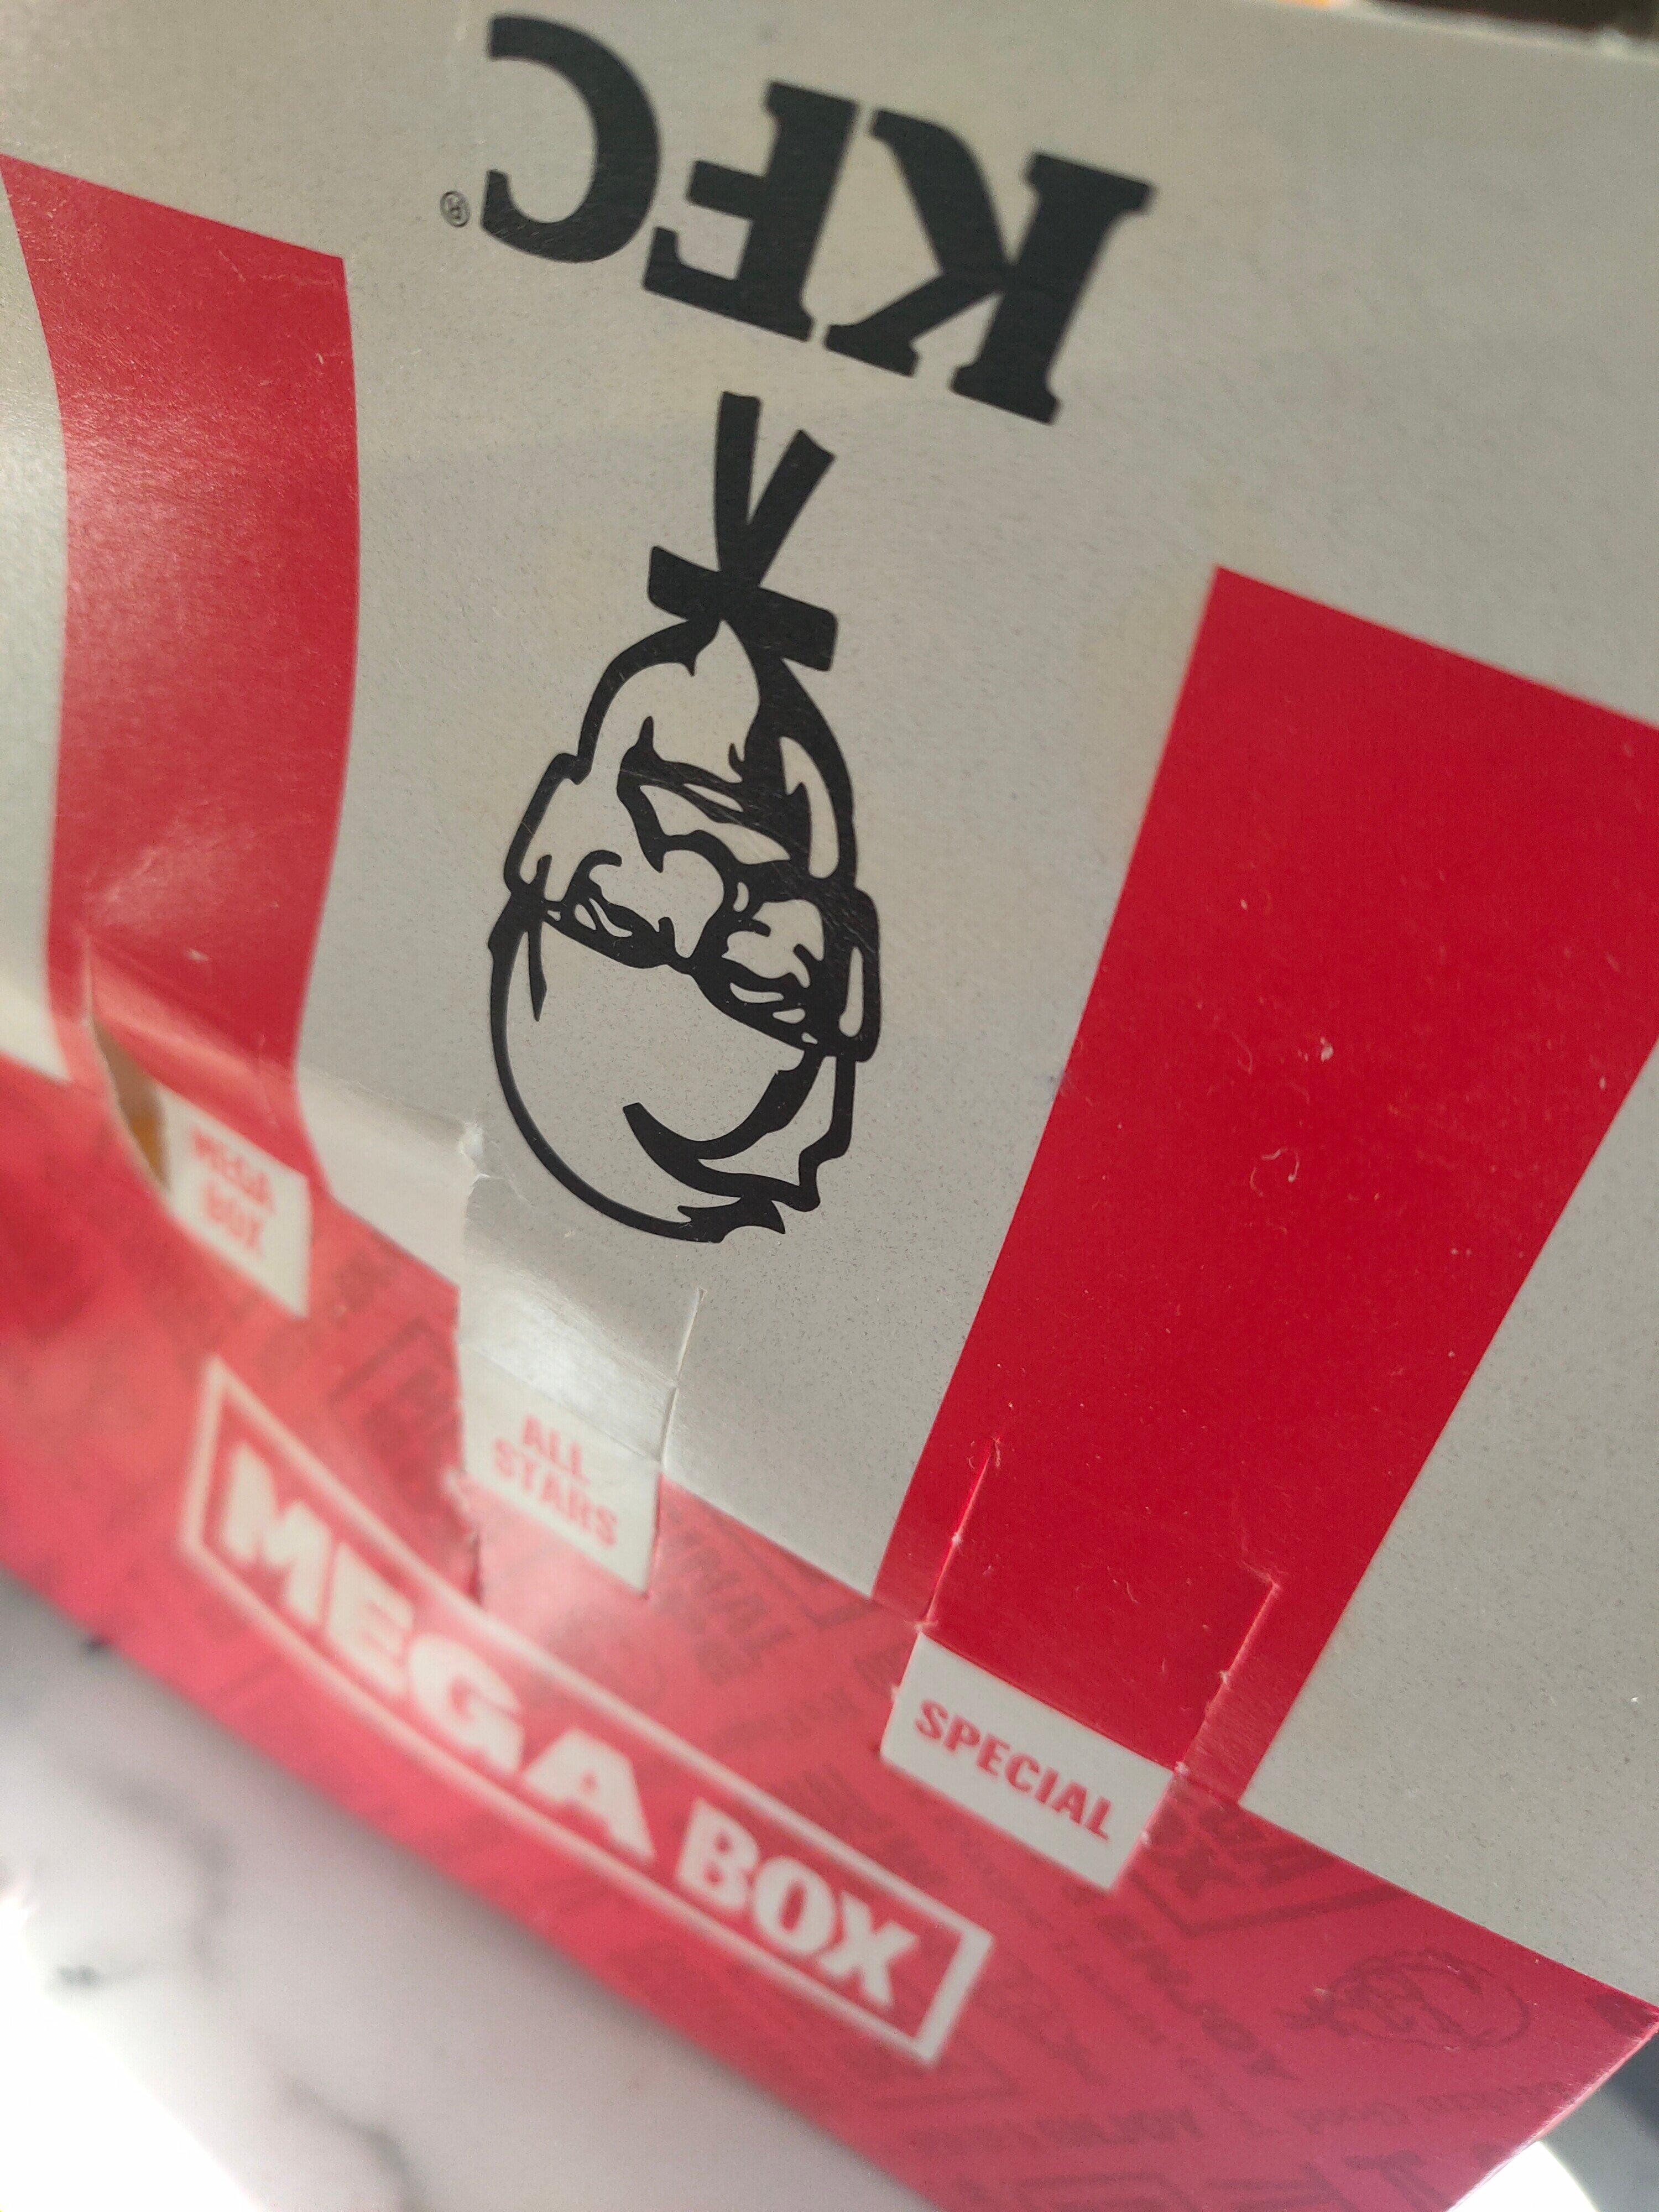 KFC
®
MEGA
BOX
ALL
STARS
SPECIAL
MEGA BOX